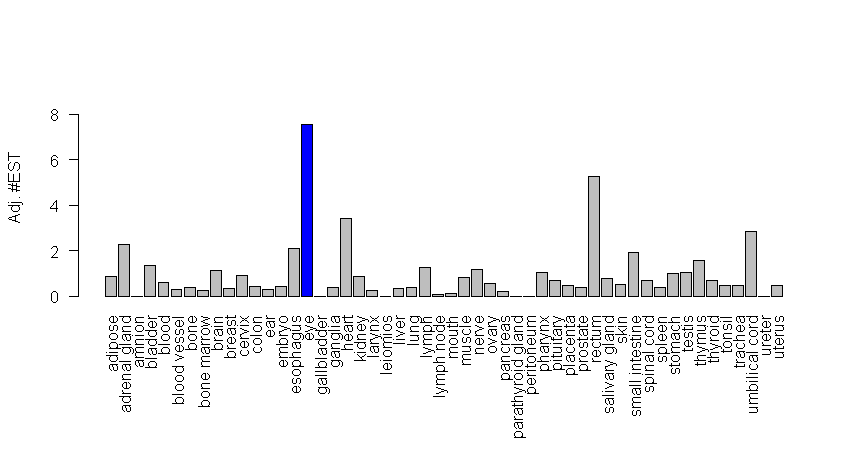 Adj. #EST
8
6
4
2
0
adipose
adrenal gland
amnion
bladder
blood
blood vessel
bone
bone marrow
brain
breast
cervix
colon
ear
embryo
esophagus
eye
gallbladder
ganglia
heart
kidney
larynx
leiomios
liver
lung
lymph
lymph node
mouth
muscle
nerve
ovary
pancreas
parathyroid gland
peritoneum
pharynx
pituitary
placenta
prostate
rectum
salivary gland
skin
small intestine
spinal cord
spleen
stomach
testis
thymus
thyroid
tonsil
trachea
umbilical cord
ureter
uterus